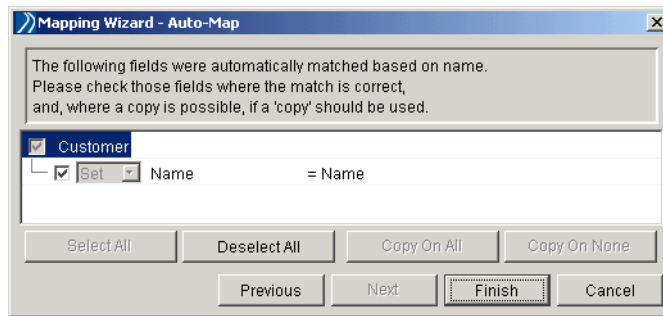 Mapping Wizard - Auto-Map
The following fields were automatically matched based on name.
Please check those fields where the match is correct,
and, where a copy is possible, if a 'copy' should be used.
Customer
Set Name = Name
Select All Deselect All Copy On All Copy On None
Previous Next Finish Cancel